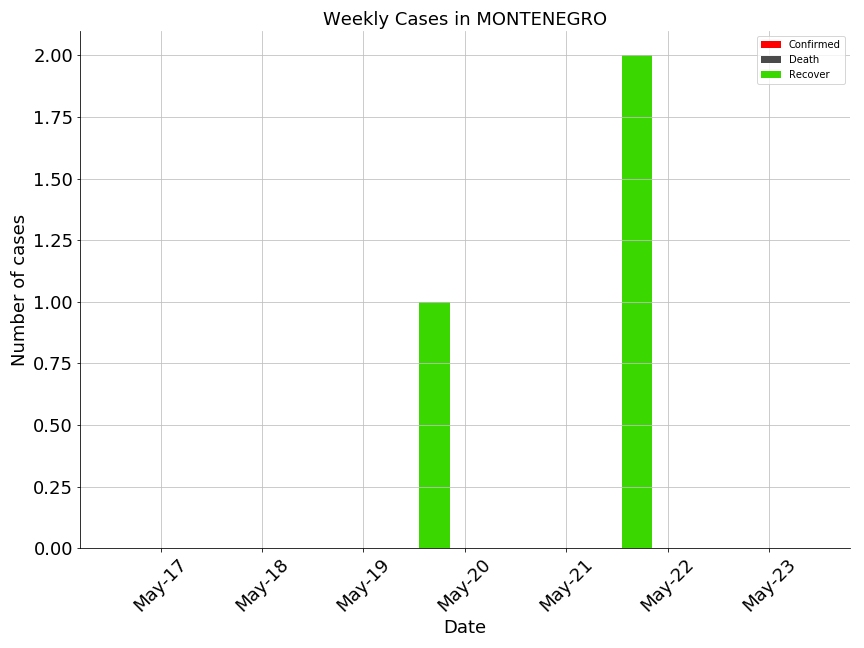 Weekly Cases in MONTENEGRO
Confirmed
Death
Recover
2.00
1.75
1.50
1.25
1.00
0.75
0.50
0.25
0.00
Number of cases
May-17
May-18
May-19
May-20
May-21
May-22
May-23
Date